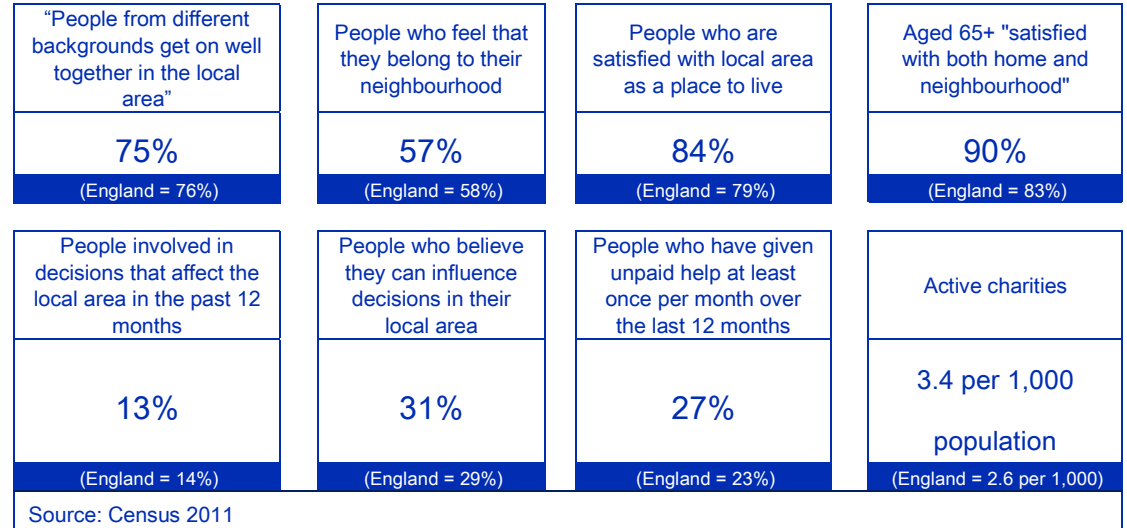 “People from different
backgrounds get on well
together in the local
area”
75%
(England = 76%)
People who feel that
they belong to their
neighbourhood
57%
(England = 58%)
People who are
satisfied with local area
as a place to live
84%
(England = 79%)
Aged 65+ "satisfied
with both home and
neighbourhood"
90%
(England = 83%)
People involved in
decisions that affect the
local area in the past 12
months
13%
(England = 14%)
People who believe
they can influence
decisions in their
local area
31%
(England = 29%)
People who have given
unpaid help at least
once per month over
the last 12 months
27%
(England = 23%)
Active charities
3.4 per 1,000
population
(England = 2.6 per 1,000)
Source: Census 2011